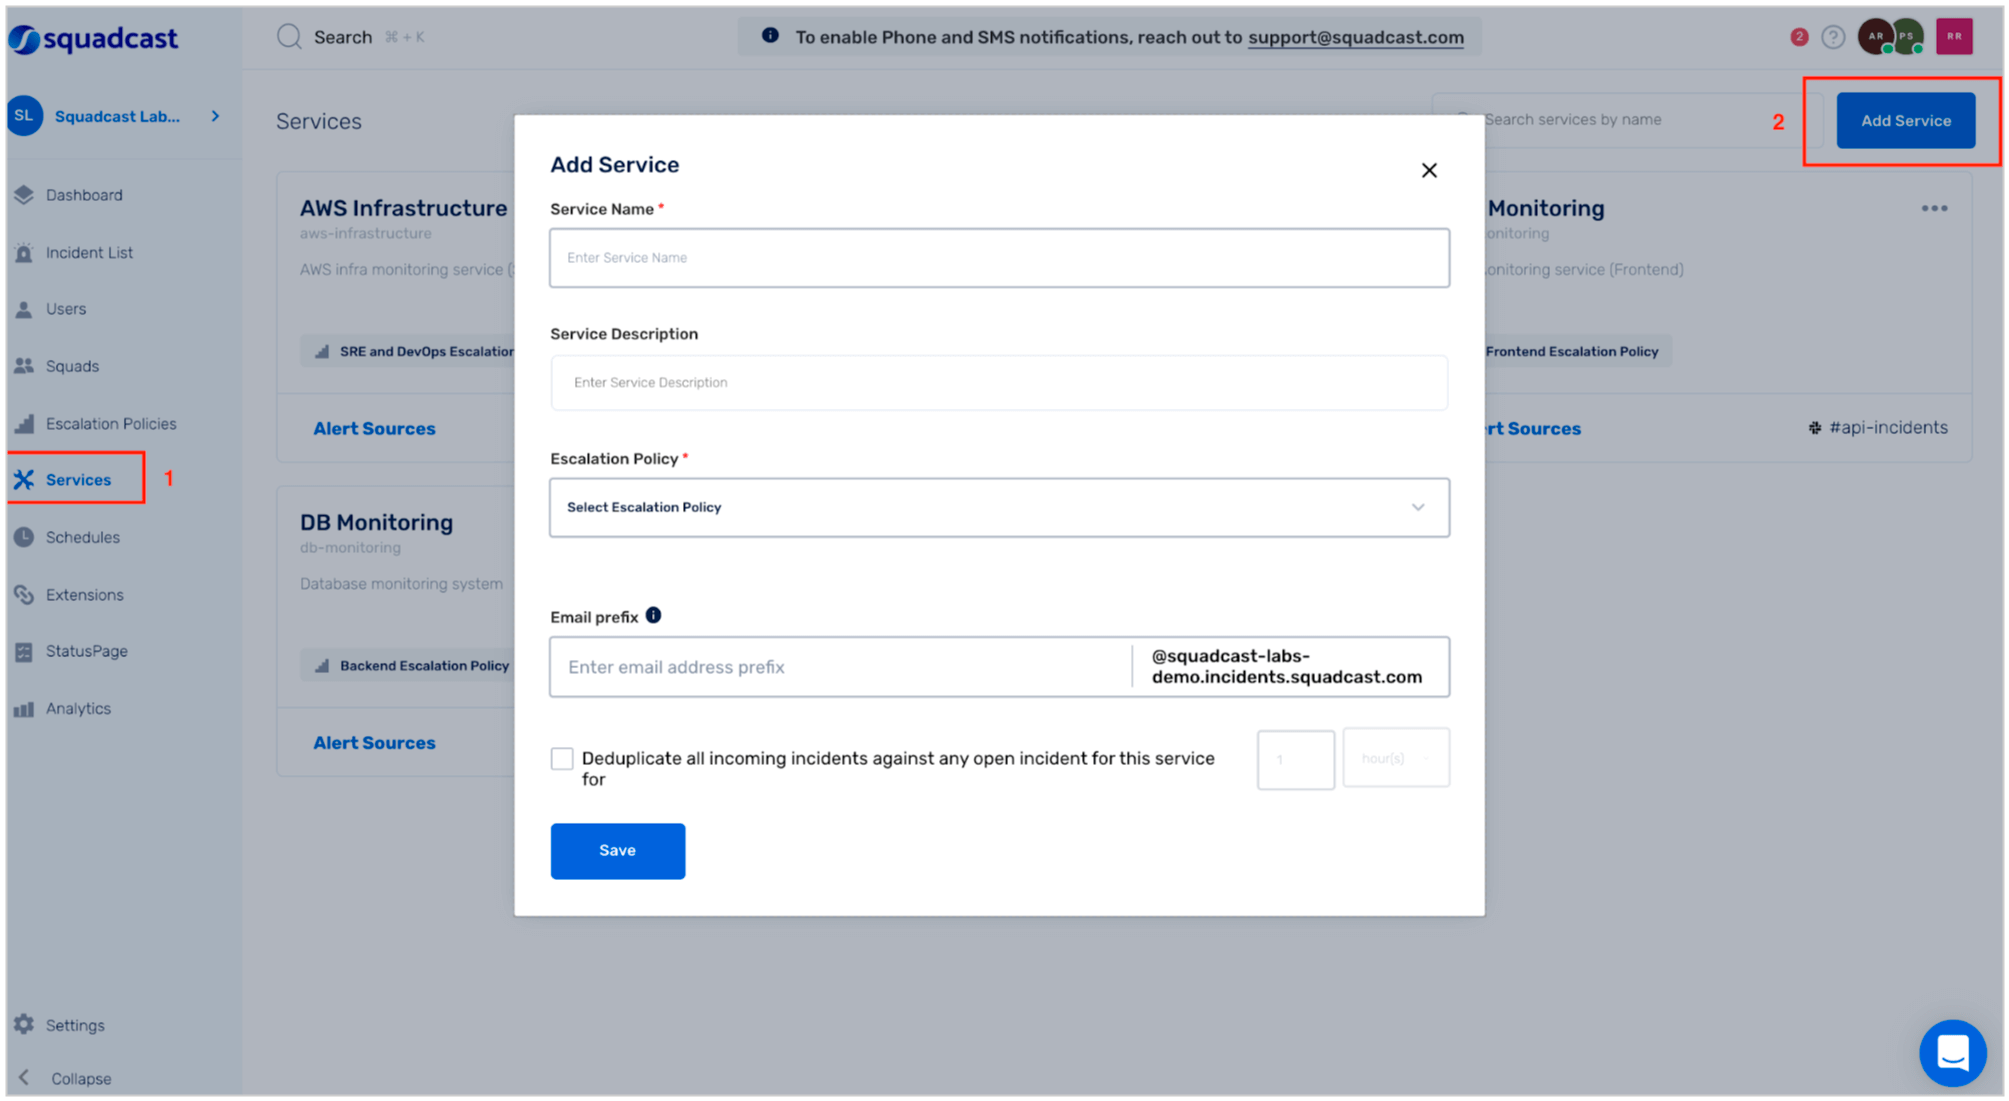 squadcast
Search ⌘ + K
To enable Phone and SMS notifications, reach out to support@squadcast.com
2
?
AR
PS
RR
SL
Squadcast Lab...
Dashboard
Incident List
Users
Squads
Escalation Policies
Services
1
Schedules
Extensions
StatusPage
Analytics
Settings
Collapse
Services
Search services by name
2
Add Service
AWS Infrastructure
aws-infrastructure
AWS infra monitoring service (
SRE and DevOps Escalation
Alert Sources
DB Monitoring
db-monitoring
Database monitoring system
Backend Escalation Policy
Alert Sources
Monitoring
onitoring
onitoring service (Frontend)
Frontend Escalation Policy
rt Sources
#api-incidents
Add Service
Service Name *
Enter Service Name
Service Description
Enter Service Description
Escalation Policy *
Select Escalation Policy
Email prefix
Enter email address prefix
@squadcast-labs-
demo.incidents.squadcast.com
Deduplicate all incoming incidents against any open incident for this service
for
1
hour(s)
Save